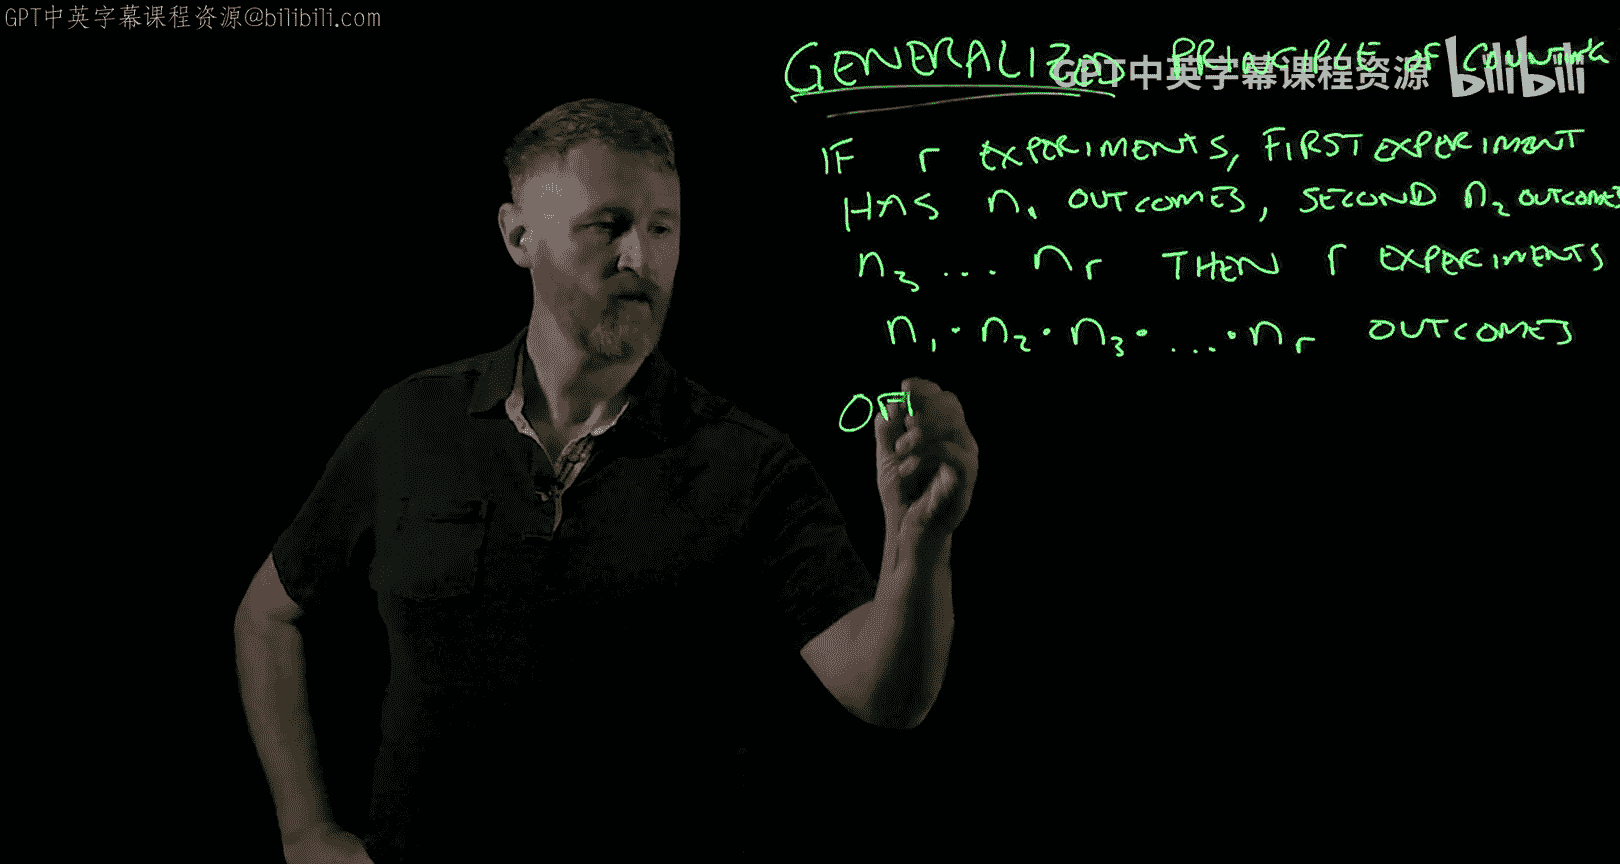 GPT中英字幕课程资源@bilibili.com
GENERALIZED PRINCIPLE OF COUNTING
GPT中英字幕课程资源 bilibili
IF r EXPERIMENTS, FIRST EXPERIMENT
HAS n₁ OUTCOMES, SECOND n₂ OUTCOMES
n₃ ... nᵣ THEN r EXPERIMENTS
n₁ · n₂ · n₃ · ... · nᵣ OUTCOMES